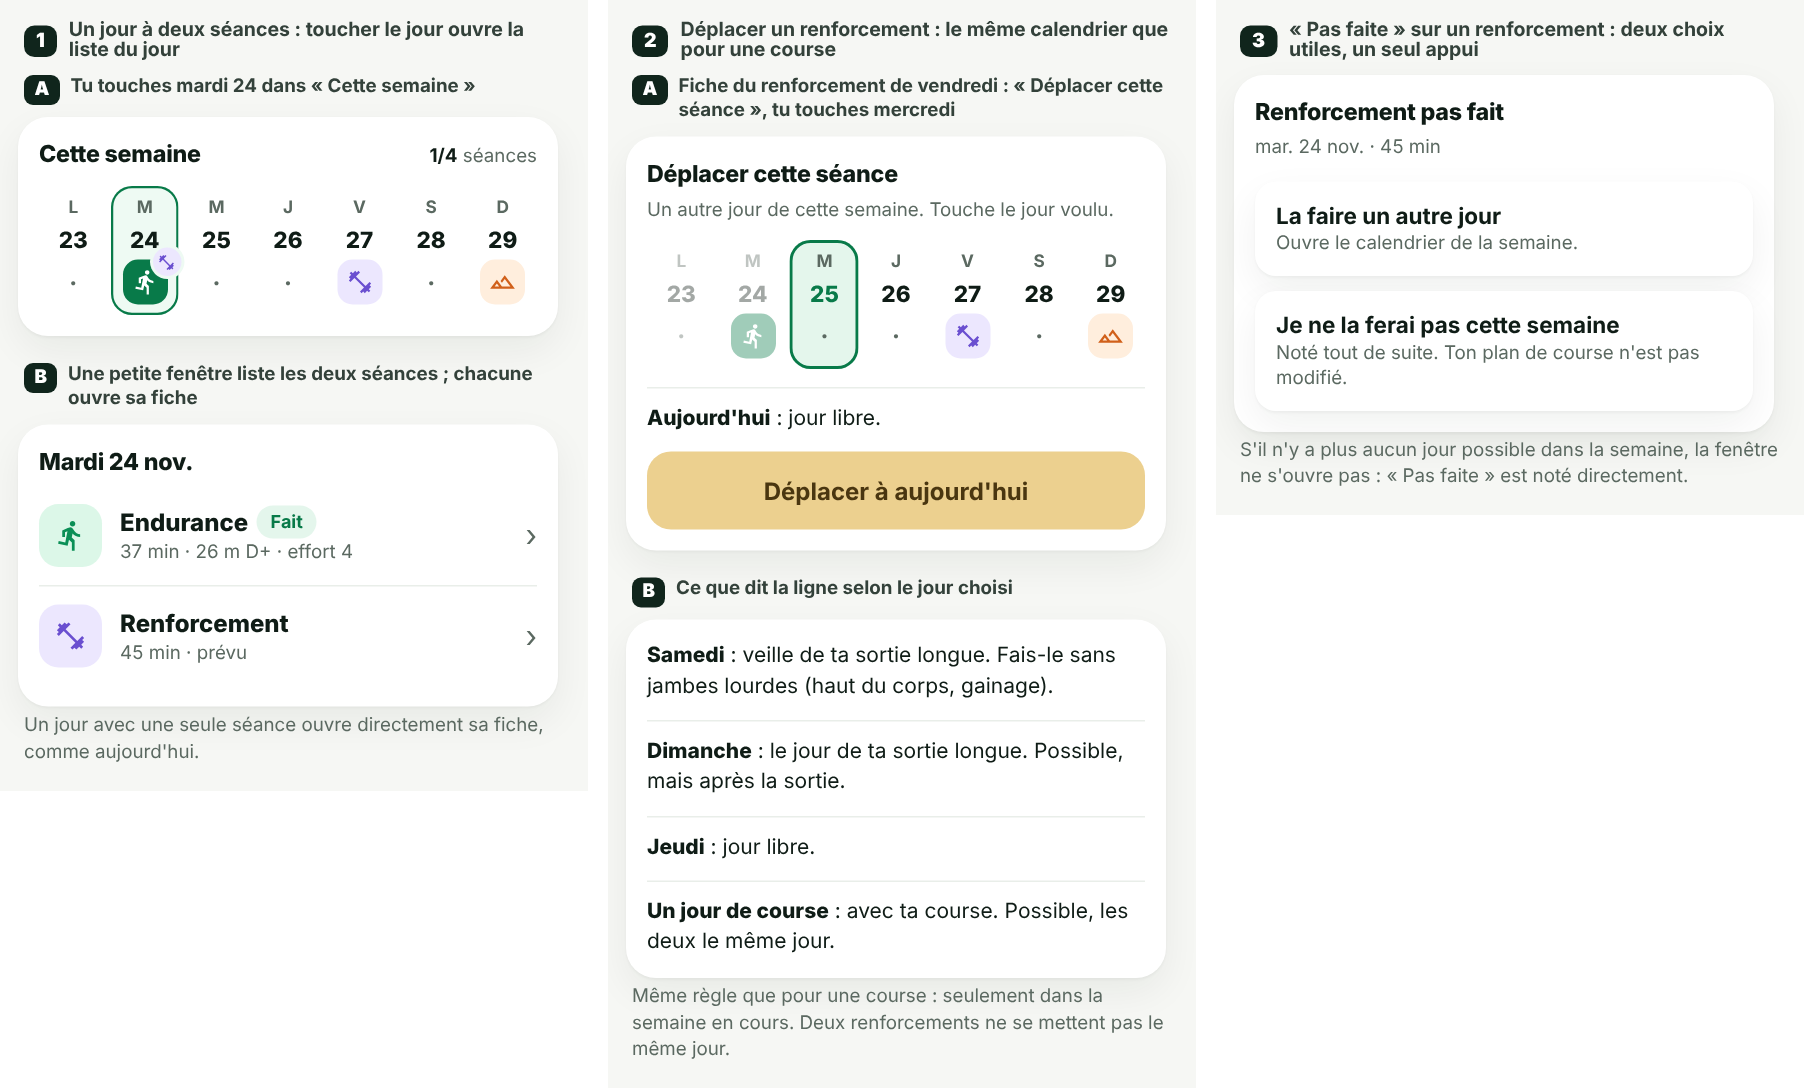 1 Un jour à deux séances : toucher le jour ouvre la
liste du jour
A Tu touches mardi 24 dans « Cette semaine »
Cette semaine 1/4 séances
L M M J V S D
23 24 25 26 27 28 29
B Une petite fenêtre liste les deux séances ; chacune
ouvre sa fiche
Mardi 24 nov.
Endurance Fait
37 min · 26 m D+ · effort 4
Renforcement
45 min · prévu
Un jour avec une seule séance ouvre directement sa fiche,
comme aujourd'hui.
2 Déplacer un renforcement : le même calendrier que
pour une course
A Fiche du renforcement de vendredi : « Déplacer cette
séance », tu touches mercredi
Déplacer cette séance
Un autre jour de cette semaine. Touche le jour voulu.
L M M J V S D
23 24 25 26 27 28 29
Aujourd'hui : jour libre.
Déplacer à aujourd'hui
B Ce que dit la ligne selon le jour choisi
Samedi : veille de ta sortie longue. Fais-le sans
jambes lourdes (haut du corps, gainage).
Dimanche : le jour de ta sortie longue. Possible,
mais après la sortie.
Jeudi : jour libre.
Un jour de course : avec ta course. Possible, les
deux le même jour.
Même règle que pour une course : seulement dans la
semaine en cours. Deux renforcements ne se mettent pas le
même jour.
3 « Pas faite » sur un renforcement : deux choix
utiles, un seul appui
Renforcement pas fait
mar. 24 nov. · 45 min
La faire un autre jour
Ouvre le calendrier de la semaine.
Je ne la ferai pas cette semaine
Noté tout de suite. Ton plan de course n'est pas
modifié.
S'il n'y a plus aucun jour possible dans la semaine, la fenêtre
ne s'ouvre pas : « Pas faite » est noté directement.